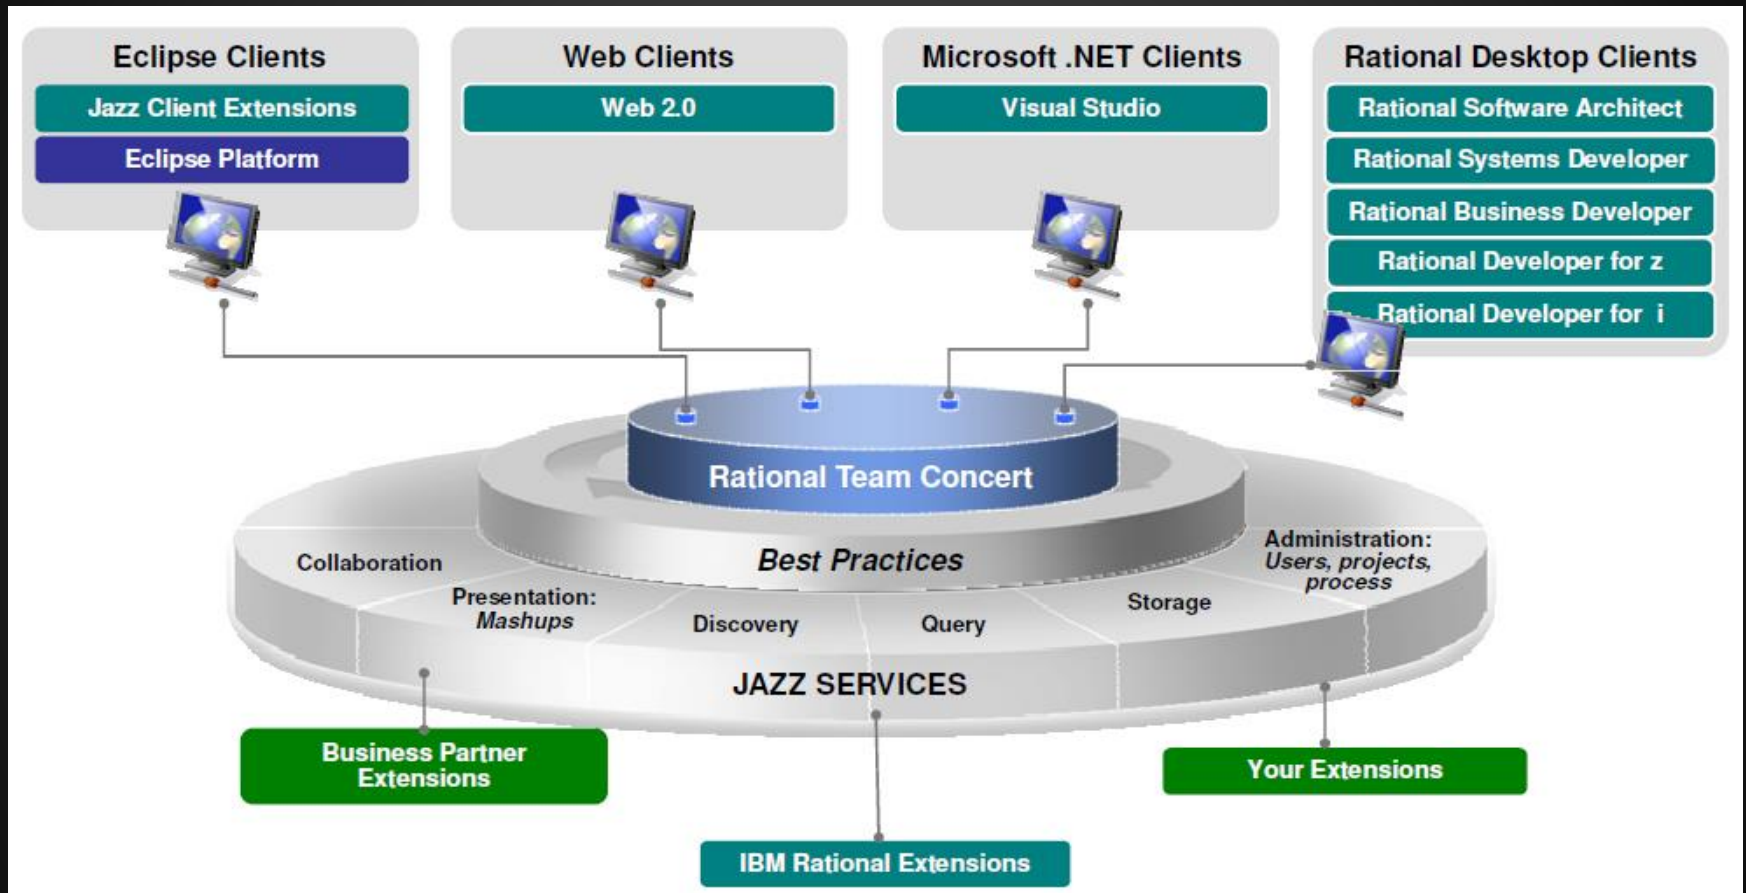 Eclipse Clients
Jazz Client Extensions
Eclipse Platform
Web Clients
Web 2.0
Microsoft .NET Clients
Visual Studio
Rational Desktop Clients
Rational Software Architect
Rational Systems Developer
Rational Business Developer
Rational Developer for z
Rational Developer for i
Rational Team Concert
Best Practices
Collaboration
Presentation:
Mashups
Discovery
Query
Storage
Administration:
Users, projects,
process
JAZZ SERVICES
Business Partner
Extensions
IBM Rational Extensions
Your Extensions